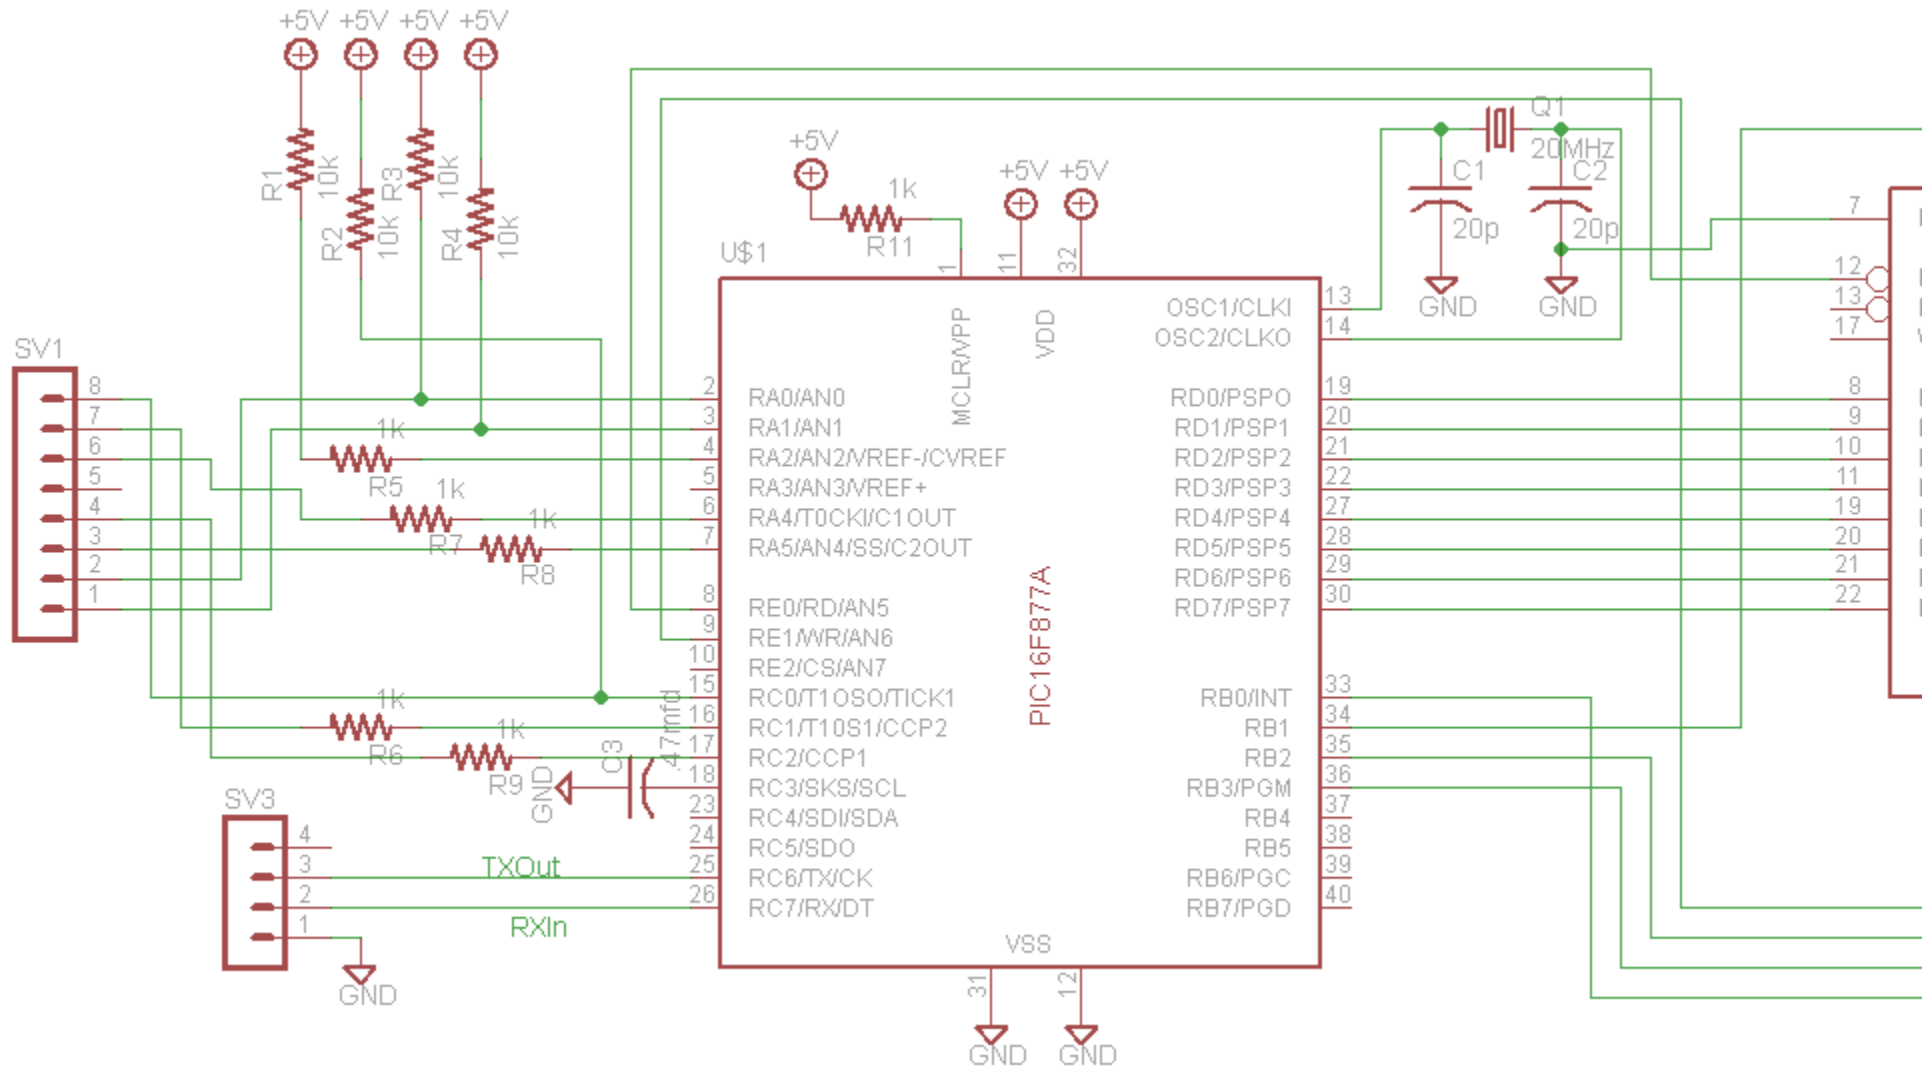 +5V +5V +5V +5V
R1 10k
R2 10k
R3 10k
R4 10k
+5V
1k
R11
+5V +5V
Q1
20MHz
C1
20p
C2
20p
GND GND
U$1
1 11 32
MCLR/VPP
VDD
OSC1/CLKI 13
OSC2/CLKO 14
SV1
8
7
6
5
4
3
2
1
1k
R5
1k
R7
1k
R8
2 RA0/AN0
3 RA1/AN1
4 RA2/AN2/VREF-/CVREF
5 RA3/AN3/VREF+
6 RA4/T0CKI/C1OUT
7 RA5/AN4/SS/C2OUT
8 RE0/RD/AN5
9 RE1/WR/AN6
10 RE2/CS/AN7
15 RC0/T1OSO/TICK1
16 RC1/T10S1/CCP2
17 RC2/CCP1
18 RC3/SKS/SCL
23 RC4/SDI/SDA
24 RC5/SDO
25 RC6/TX/CK
26 RC7/RX/DT
PIC16F877A
RD0/PSPO 19
RD1/PSP1 20
RD2/PSP2 21
RD3/PSP3 22
RD4/PSP4 27
RD5/PSP5 28
RD6/PSP6 29
RD7/PSP7 30
RB0/INT 33
RB1 34
RB2 35
RB3/PGM 36
RB4 37
RB5 38
RB6/PGC 39
RB7/PGD 40
7
12
13
17
8
9
10
11
19
20
21
22
1k
R6
1k
R9
GND
C3
.47mfd
SV3
4
3
2
1
TXOut
RXIn
GND
VSS
31 12
GND GND